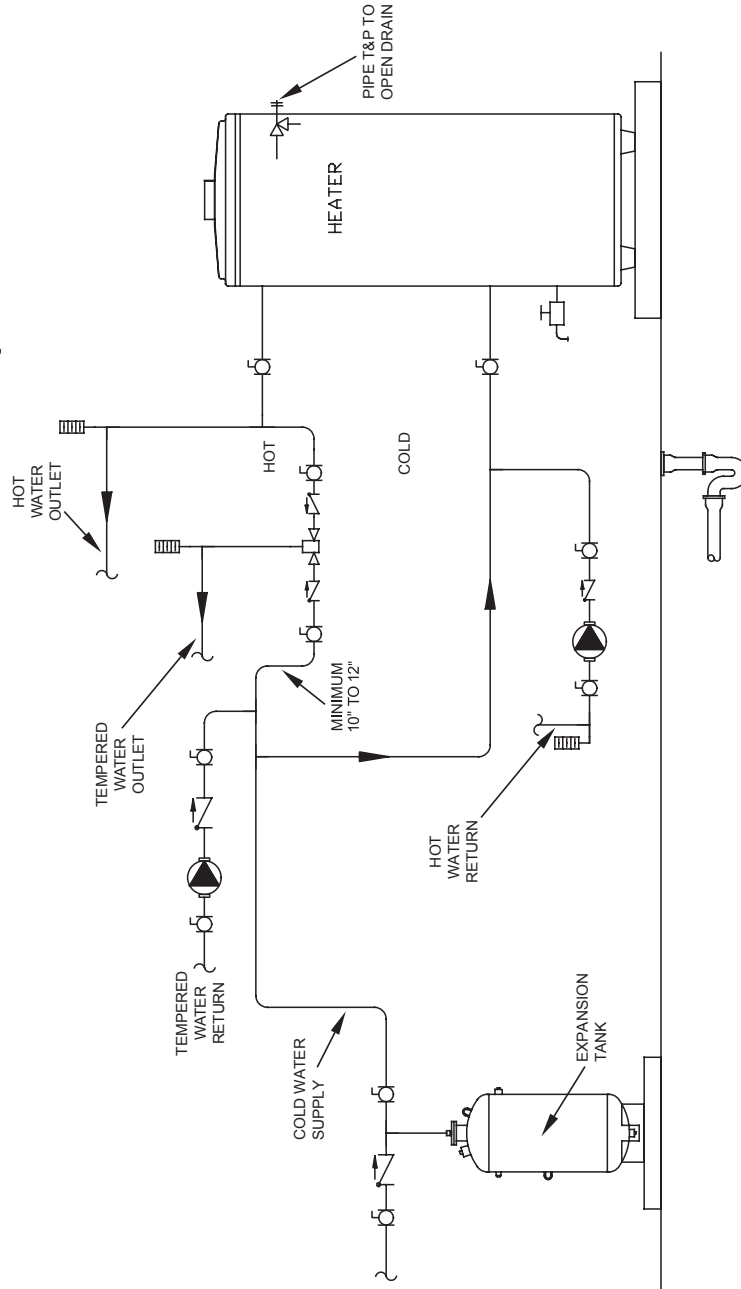 PIPE T&P TO
OPEN DRAIN
HEATER
HOT
WATER
OUTLET
HOT
COLD
TEMPERED
WATER
OUTLET
MINIMUM
10" TO 12"
HOT
WATER
RETURN
TEMPERED
WATER
RETURN
COLD WATER
SUPPLY
EXPANSION
TANK